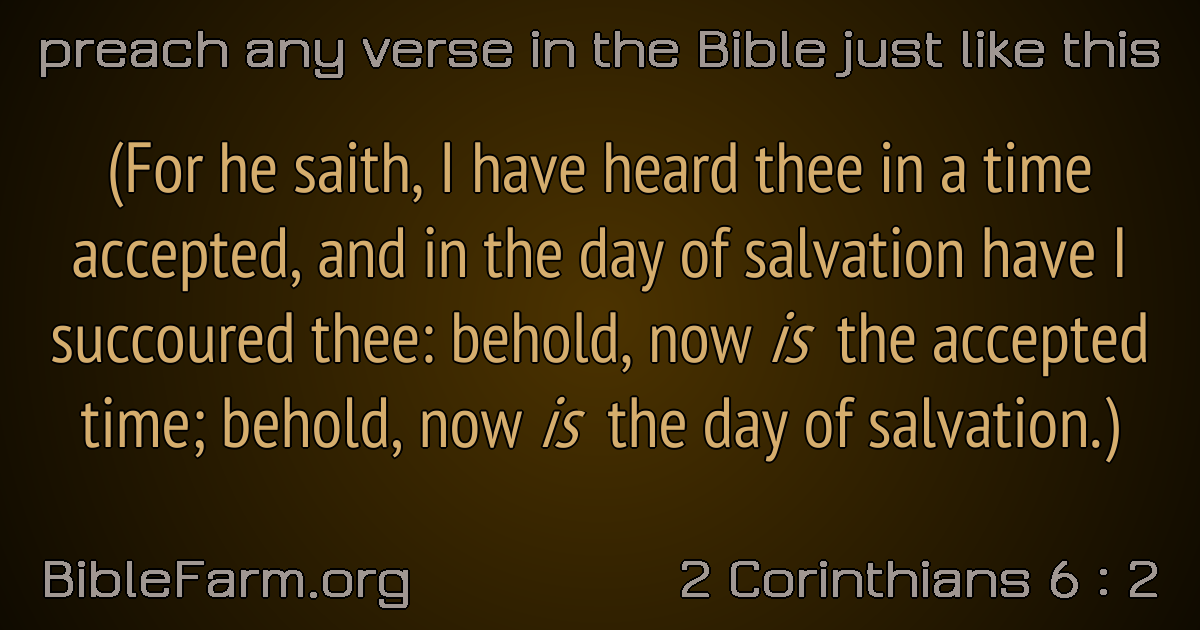 preach any verse in the Bible just like this
(For he saith, I have heard thee in a time
accepted, and in the day of salvation have I
succoured thee: behold, now is the accepted
time; behold, now is the day of salvation.)
BibleFarm.org
2 Corinthians 6 : 2